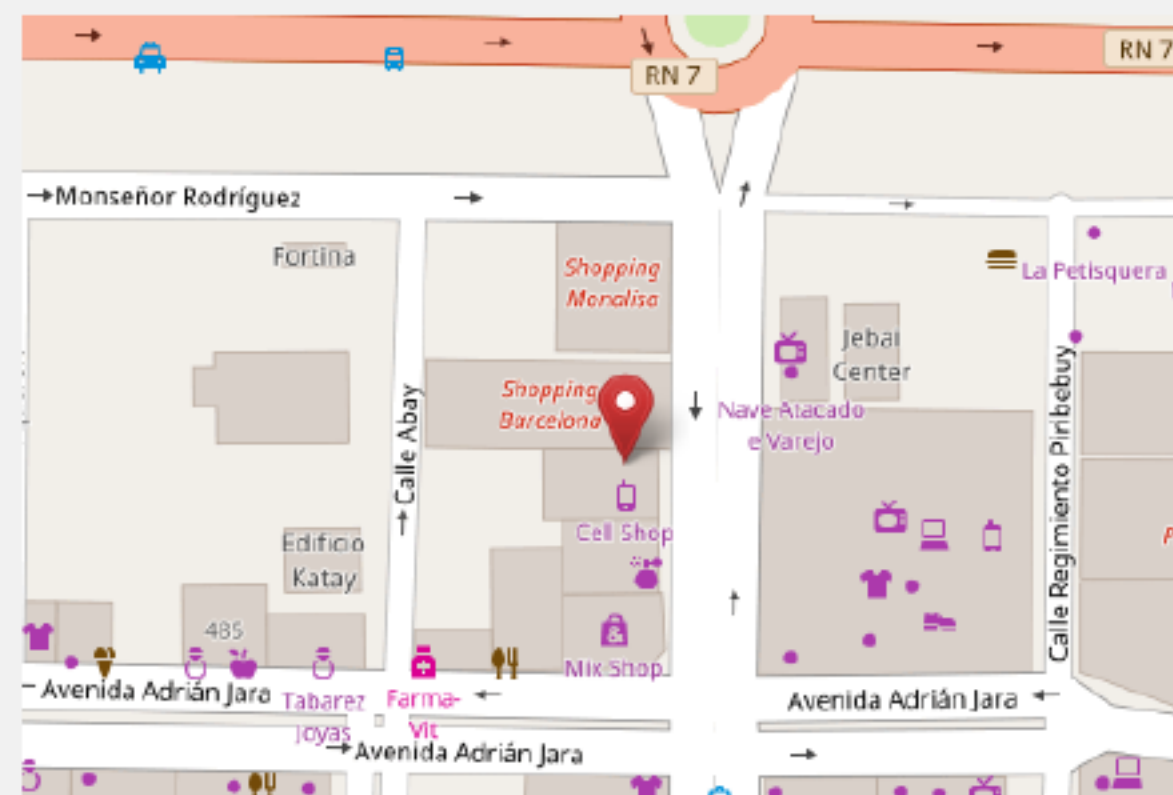 RN 7
RN 7
Monseñor Rodríguez
Fortina
Shopping
Monalisa
La Petisquera
Jebai
Center
Shopping
Barcelona
Calle Abay
Nave Atacado
e Varejo
Calle Regimiento Piribebuy
Cell Shop
Edificio
Katay
485
Mix Shop
Avenida Adrián Jara
Tabarez
Joyas
Farma-
Vit
Avenida Adrián Jara
Avenida Adrián Jara